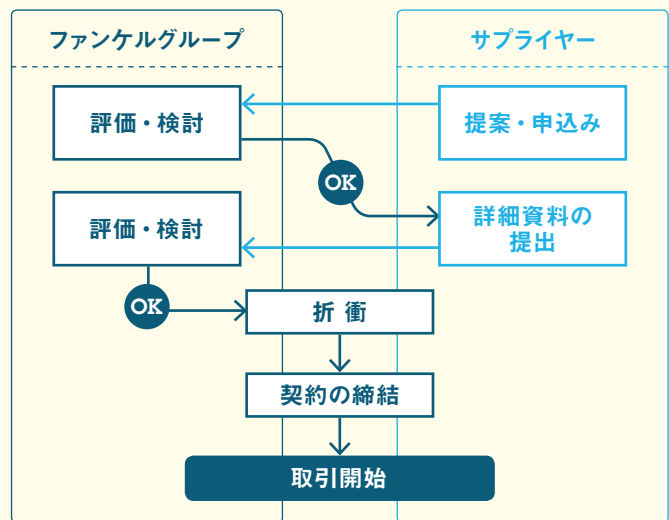 ファンケルグループ
サプライヤー
評価・検討
提案・申込み
OK
評価・検討
詳細資料の
提出
OK
折 衝
契約の締結
取引開始